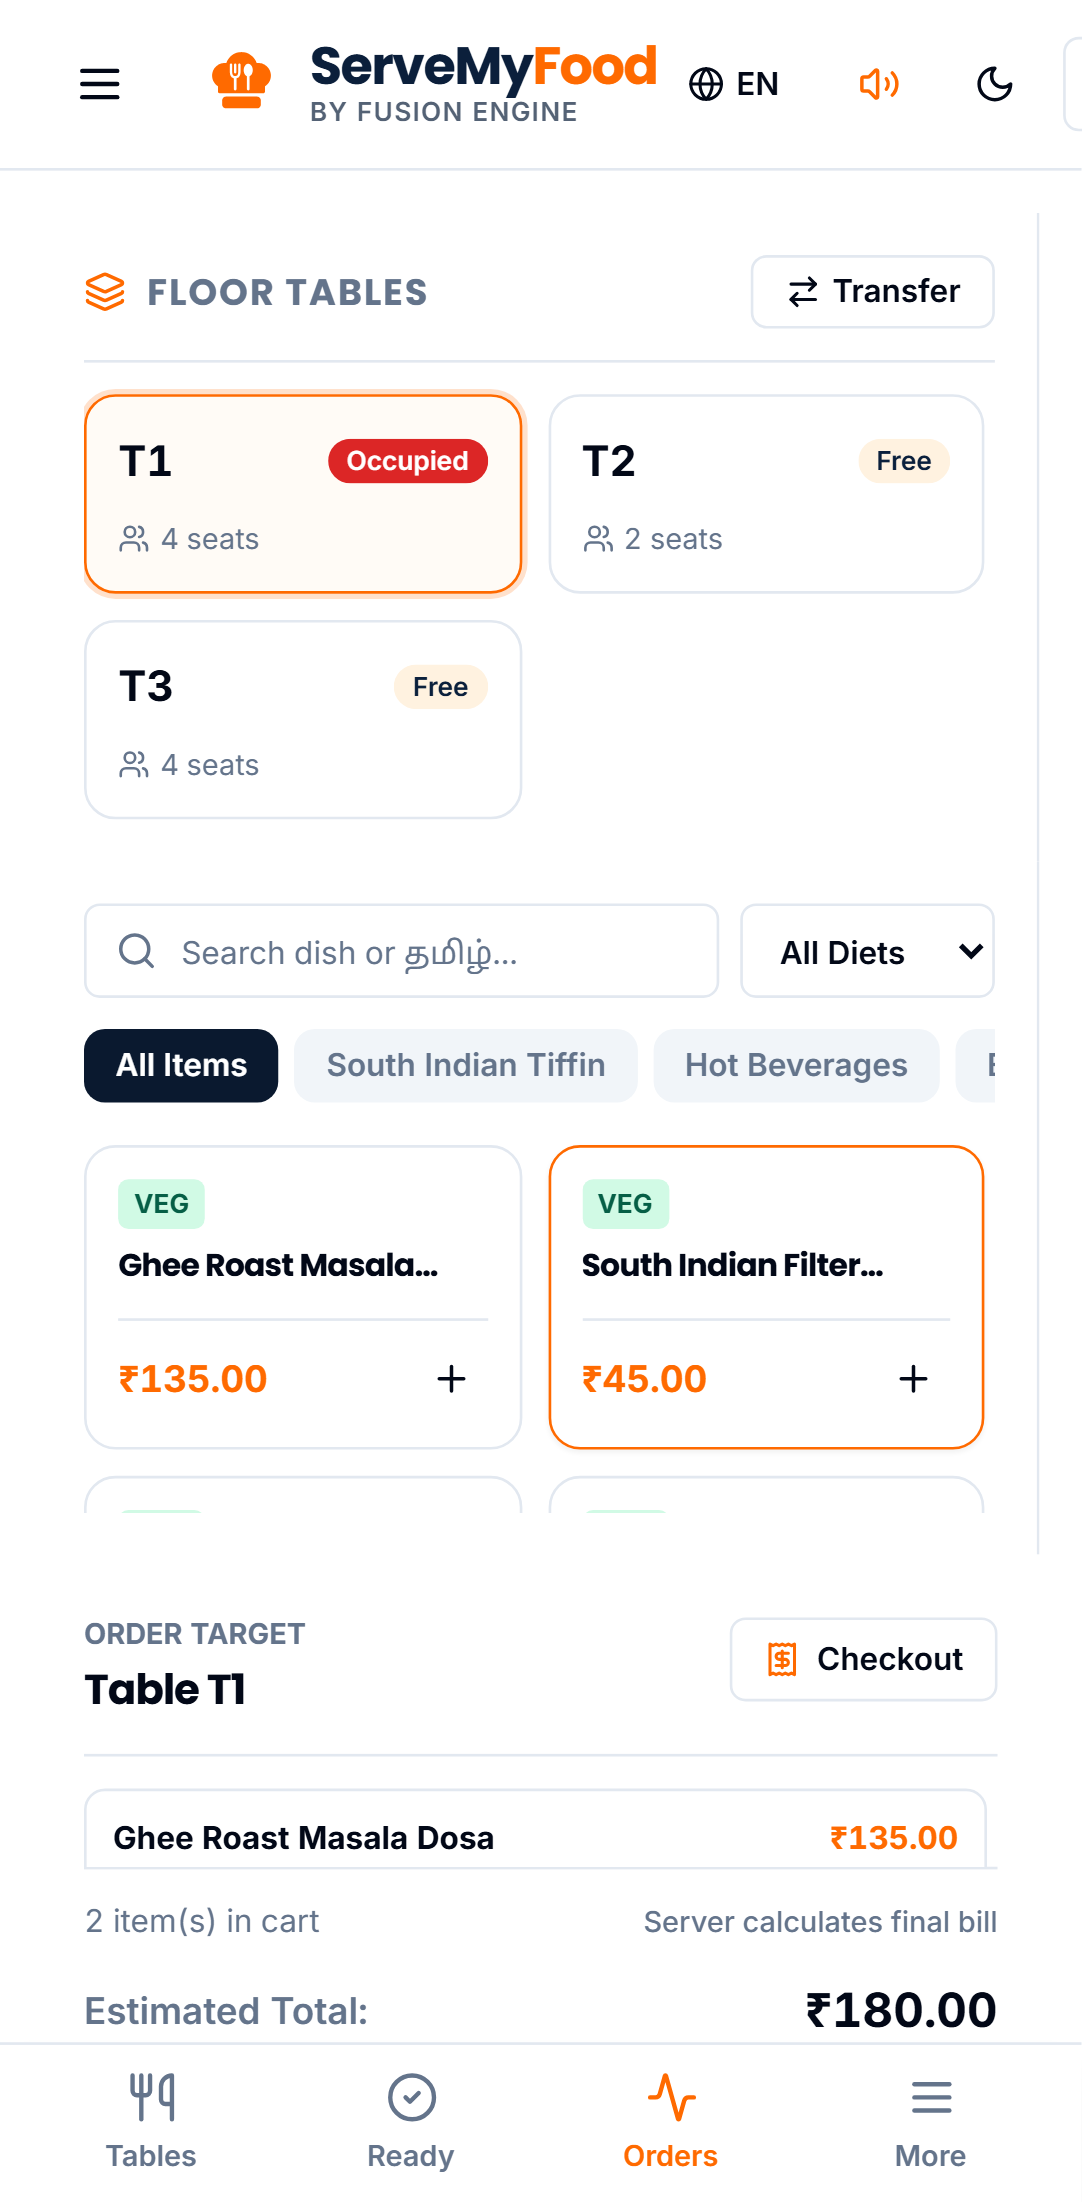 ServeMyFood
BY FUSION ENGINE
EN
FLOOR TABLES
Transfer
T1
Occupied
4 seats
T2
Free
2 seats
T3
Free
4 seats
Search dish or தமிழ்...
All Diets
All Items
South Indian Tiffin
Hot Beverages
VEG
Ghee Roast Masala...
₹135.00
VEG
South Indian Filter...
₹45.00
ORDER TARGET
Table T1
Checkout
Ghee Roast Masala Dosa
₹135.00
2 item(s) in cart
Server calculates final bill
Estimated Total:
₹180.00
Tables
Ready
Orders
More